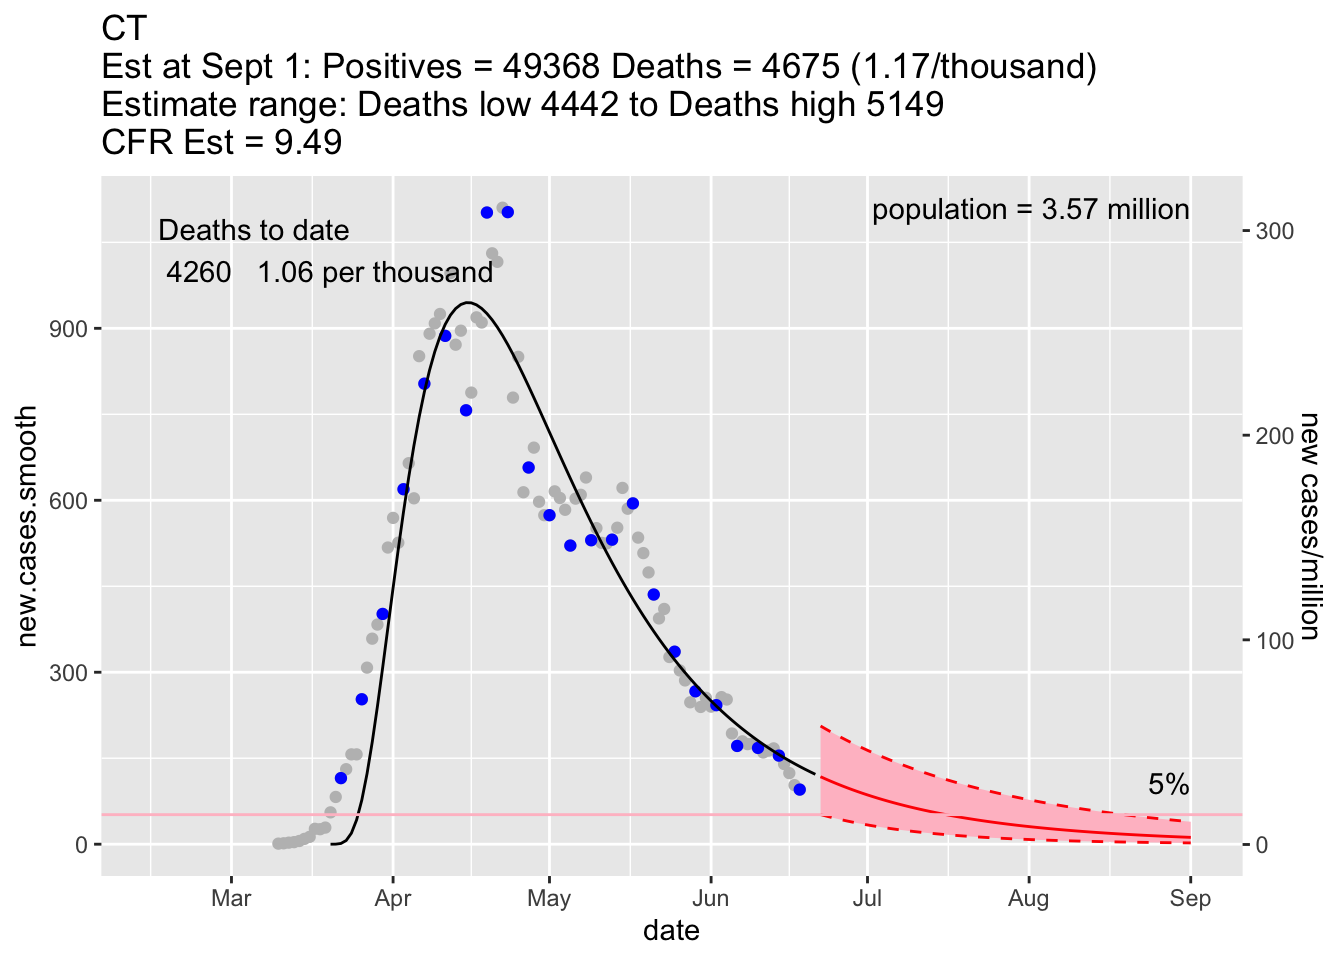 CT
Est at Sept 1: Positives = 49368 Deaths = 4675 (1.17/thousand)
Estimate range: Deaths low 4442 to Deaths high 5149
CFR Est = 9.49
population = 3.57 million
Deaths to date
4260 1.06 per thousand
5%
new.cases.smooth
900
600
300
0
300
200
100
0
new cases/million
Mar Apr May Jun Jul Aug Sep
date